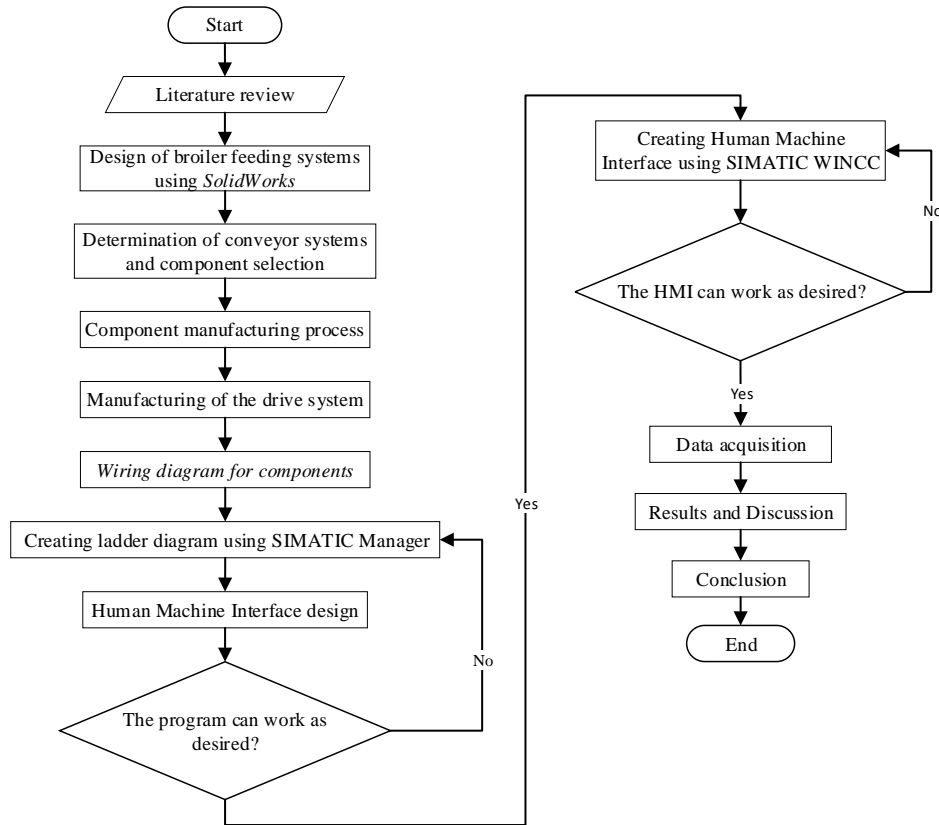 Start
Literature review
Design of broiler feeding systems
using SolidWorks
Determination of conveyor systems
and component selection
Component manufacturing process
Manufacturing of the drive system
Wiring diagram for components
Creating ladder diagram using SIMATIC Manager
Human Machine Interface design
No
The program can work as
desired?
Yes
Creating Human Machine
Interface using SIMATIC WINCC
No
The HMI can work as desired?
Yes
Data acquisition
Results and Discussion
Conclusion
End